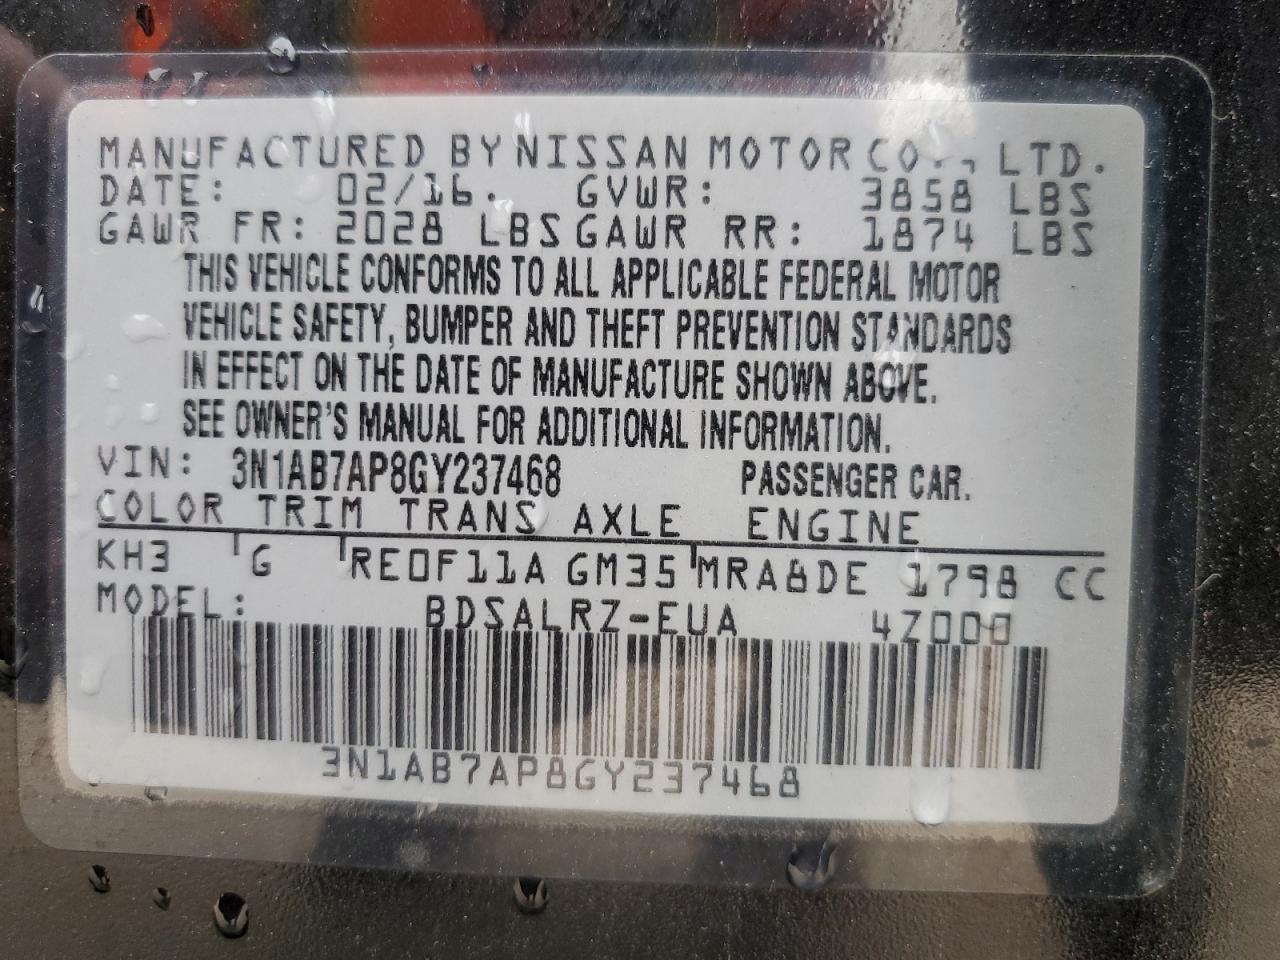 MANUFACTURED BY NISSAN MOTOR CO., LTD.
DATE: 02/16. GVWR: 3858 LBS
GAWR FR: 2028 LBS GAWR RR: 1874 LBS
THIS VEHICLE CONFORMS TO ALL APPLICABLE FEDERAL MOTOR
VEHICLE SAFETY, BUMPER AND THEFT PREVENTION STANDARDS
IN EFFECT ON THE DATE OF MANUFACTURE SHOWN ABOVE.
SEE OWNER'S MANUAL FOR ADDITIONAL INFORMATION.
VIN: 3N1AB7AP8GY237468 PASSENGER CAR.
COLOR TRIM TRANS AXLE ENGINE
KH3 G RE0F11A GM35 MRA8DE 1798 CC
MODEL: BDSALRZ-EUA 4Z000
3N1AB7AP8GY237468